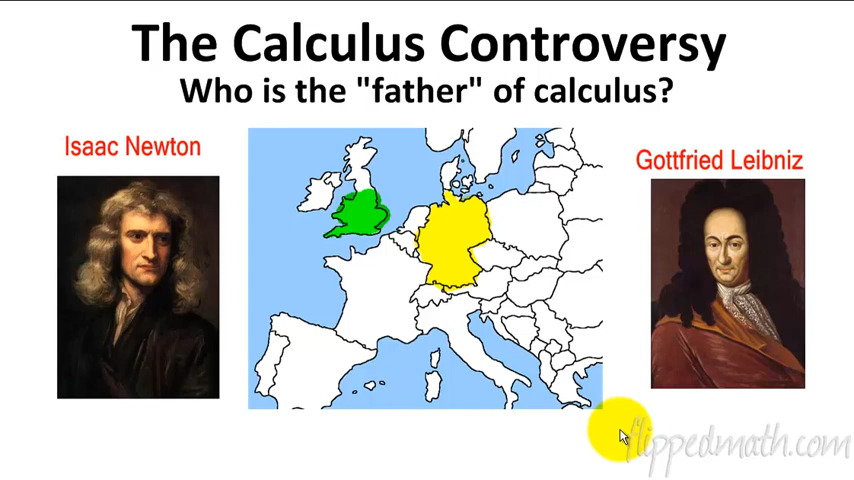 The Calculus Controversy
Who is the "father" of calculus?
Isaac Newton
Gottfried Leibniz
flippedmath.com